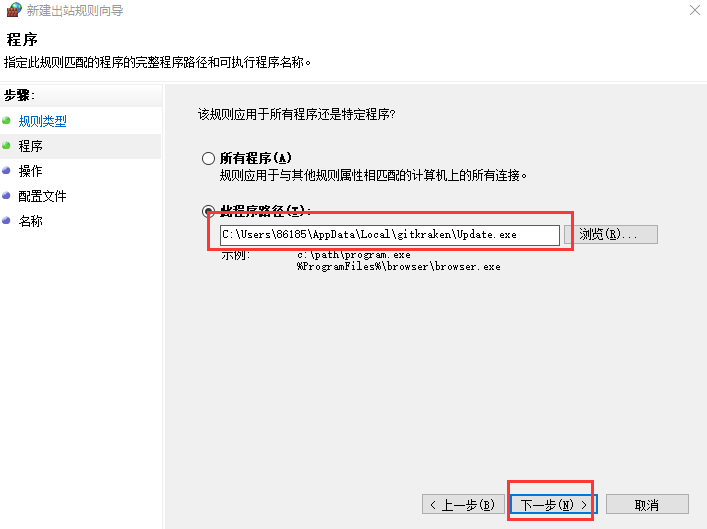 新建出站规则向导
程序
指定此规则匹配的程序的完整程序路径和可执行程序名称。
步骤:
规则类型
程序
操作
配置文件
名称
该规则应用于所有程序还是特定程序?
所有程序(A)
规则应用于与其他规则属性相匹配的计算机上的所有连接。
此程序路径(T):
C:\Users\86185\AppData\Local\gitkraken\Update.exe
浏览(R)...
示例:
c:\path\program.exe
%ProgramFiles%\browser\browser.exe
< 上一步(B)
下一步(N) >
取消